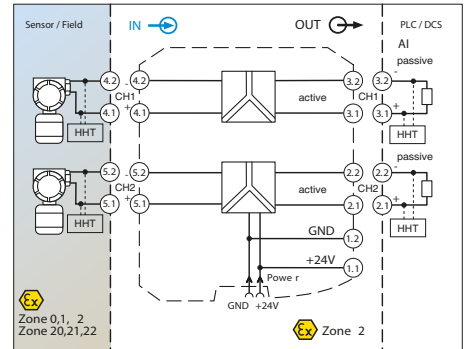 Sensor / Field
IN
OUT
PLC / DCS
AI
passive
4.2 - 4.2
3.2 3.2 -
CH1
active
CH1
4.1 + 4.1
3.1 3.1 +
HHT
HHT
passive
5.2 - 5.2
2.2 2.2 -
CH2
active
CH2
5.1 + 5.1
2.1 2.1 +
HHT
HHT
GND 1.2
+24V
1.1
Powe r
GND +24V
Ex
Zone 0,1, 2
Zone 20,21,22
Ex Zone 2